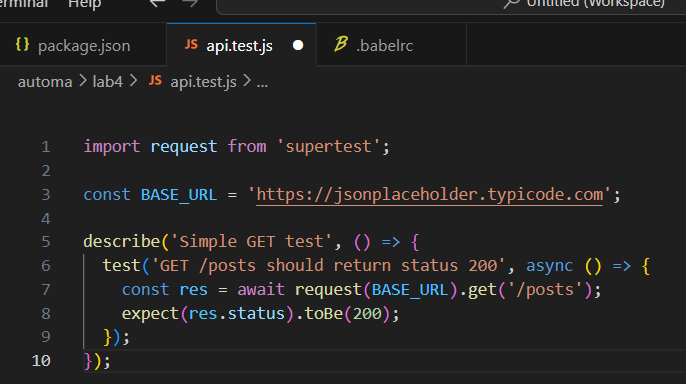 erminal Help Untitled (Workspace)
{} package.json JS api.test.js .babelrc
automa > lab4 > JS api.test.js > ...
1 import request from 'supertest';
2
3 const BASE_URL = 'https://jsonplaceholder.typicode.com';
4
5 describe('Simple GET test', () => {
6 test('GET /posts should return status 200', async () => {
7 const res = await request(BASE_URL).get('/posts');
8 expect(res.status).toBe(200);
9 });
10 });